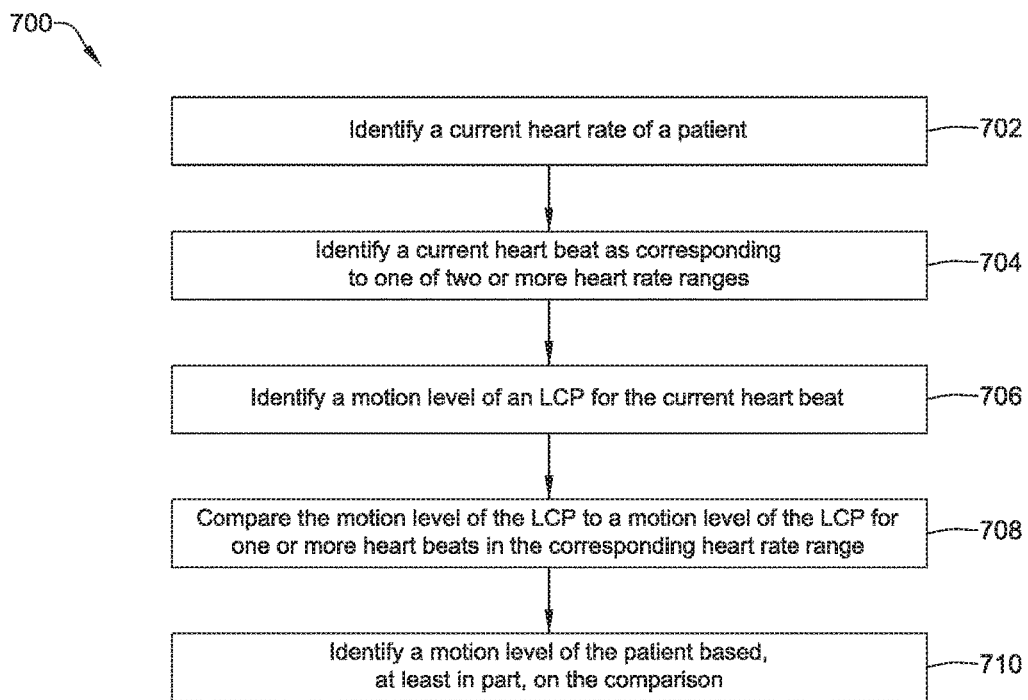 700
Identify a current heart rate of a patient
702
Identify a current heart beat as corresponding
to one of two or more heart rate ranges
704
Identify a motion level of an LCP for the current heart beat
706
Compare the motion level of the LCP to a motion level of the LCP for
one or more heart beats in the corresponding heart rate range
708
Identify a motion level of the patient based,
at least in part, on the comparison
710